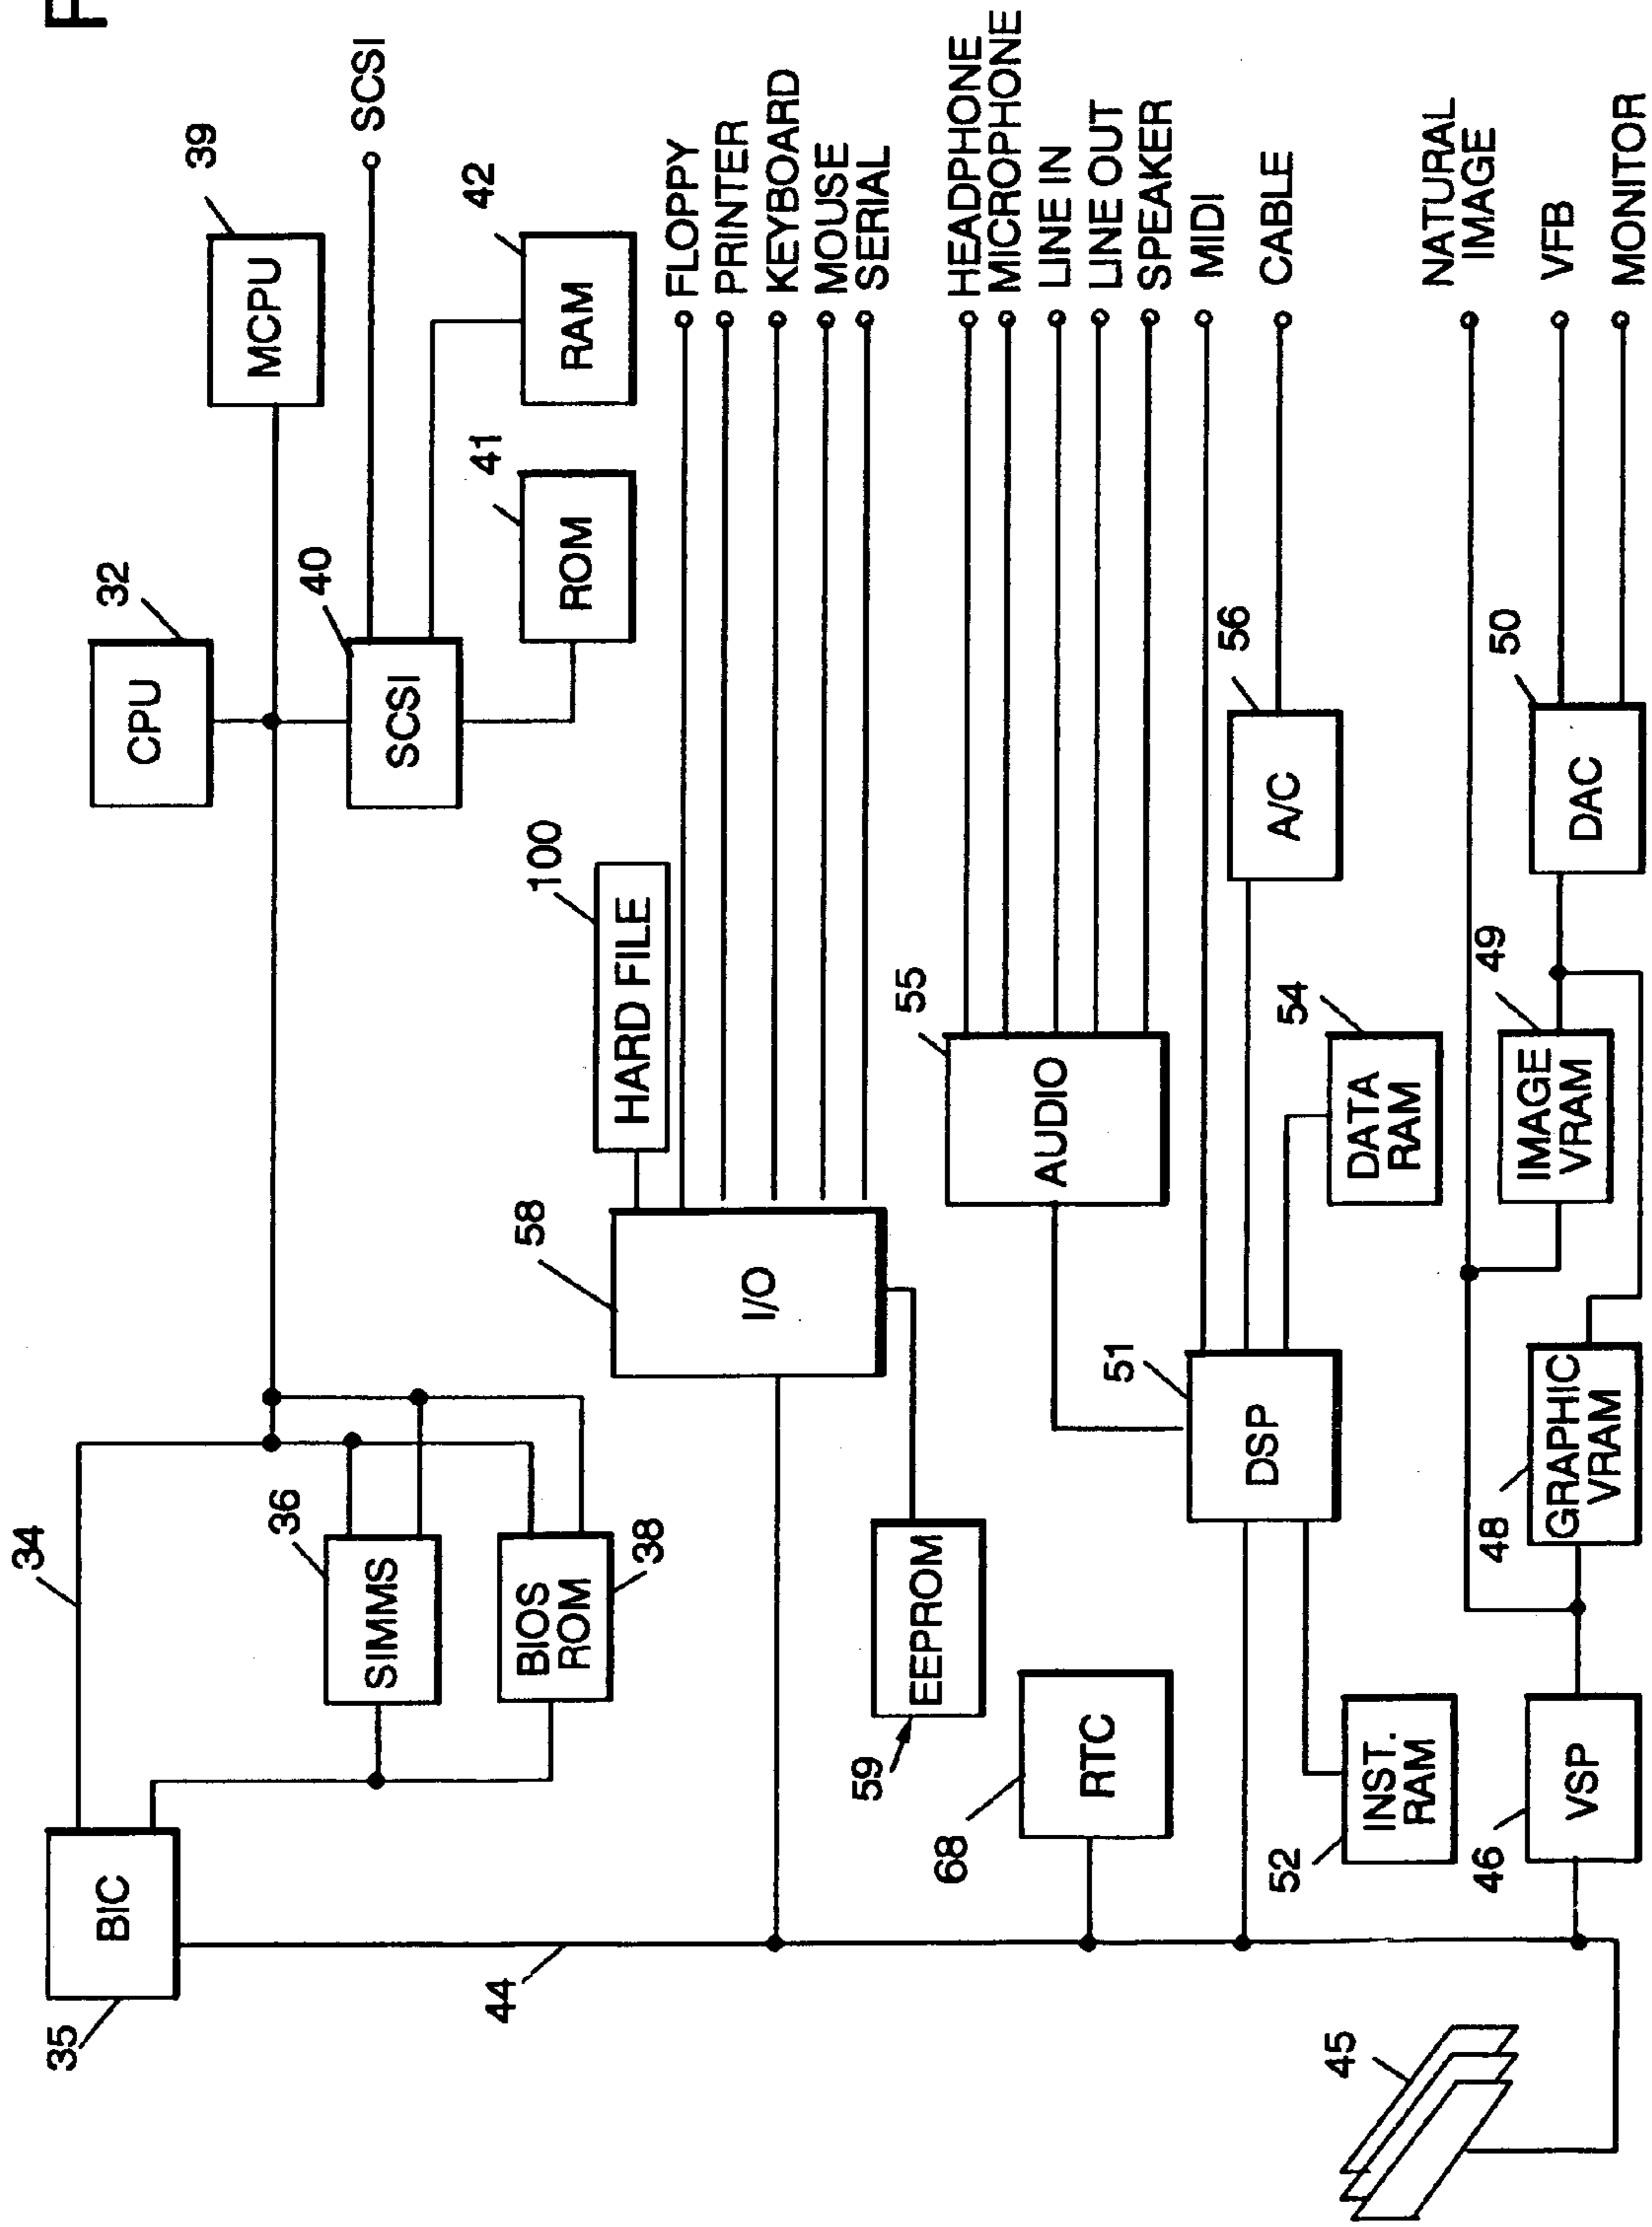 F
32
CPU
39
MCPU
40
SCSI
SCSI
41
ROM
42
RAM
34
35
BIC
36
SIMMS
BIOS
ROM
38
44
58
I/O
100
HARD FILE
FLOPPY
PRINTER
KEYBOARD
MOUSE
SERIAL
59
EEPROM
68
RTC
55
AUDIO
HEADPHONE
MICROPHONE
LINE IN
LINE OUT
SPEAKER
MIDI
51
DSP
56
A/C
CABLE
54
DATA
RAM
52
INST.
RAM
45
46
VSP
48
GRAPHIC
VRAM
49
IMAGE
VRAM
50
DAC
NATURAL
IMAGE
VFB
MONITOR